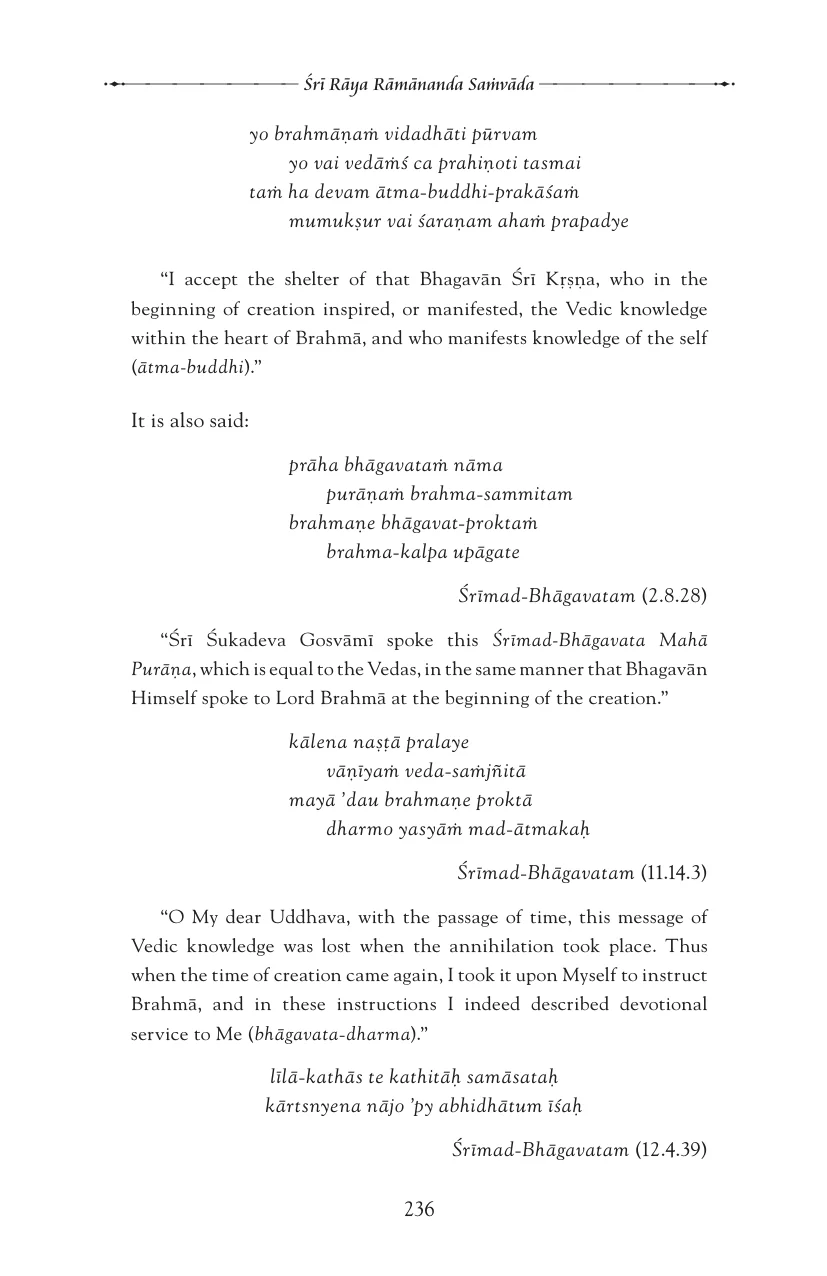 Śrī Rāya Rāmānanda Saṁvāda
yo brahmāṇaṁ vidadhāti pūrvam
yo vai vedāṁś ca prahiṇoti tasmai
taṁ ha devam ātma-buddhi-prakāśaṁ
mumukṣur vai śaraṇam ahaṁ prapadye
“I accept the shelter of that Bhagavān Śrī Kṛṣṇa, who in the
beginning of creation inspired, or manifested, the Vedic knowledge
within the heart of Brahmā, and who manifests knowledge of the self
(ātma-buddhi).”
It is also said:
prāha bhāgavataṁ nāma
purāṇaṁ brahma-sammitam
brahmaṇe bhāgavat-proktaṁ
brahma-kalpa upāgate
Śrīmad-Bhāgavatam (2.8.28)
“Śrī Śukadeva Gosvāmī spoke this Śrīmad-Bhāgavata Mahā
Purāṇa, which is equal to the Vedas, in the same manner that Bhagavān
Himself spoke to Lord Brahmā at the beginning of the creation.”
kālena naṣṭā pralaye
vāṇīyaṁ veda-saṁjñitā
mayā ’dau brahmaṇe proktā
dharmo yasyāṁ mad-ātmakaḥ
Śrīmad-Bhāgavatam (11.14.3)
“O My dear Uddhava, with the passage of time, this message of
Vedic knowledge was lost when the annihilation took place. Thus
when the time of creation came again, I took it upon Myself to instruct
Brahmā, and in these instructions I indeed described devotional
service to Me (bhāgavata-dharma).”
līlā-kathās te kathitāḥ samāsataḥ
kārtsnyena nājo ’py abhidhātum īśaḥ
Śrīmad-Bhāgavatam (12.4.39)
236